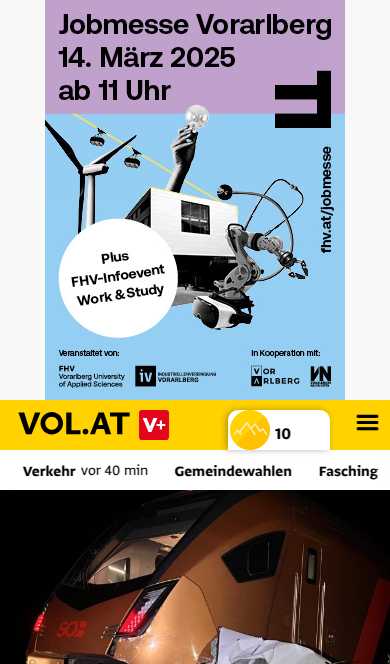 Jobmesse Vorarlberg
14. März 2025
ab 11 Uhr
fhv.at/jobmesse
Plus
FHV-Infoevent
Work & Study
Veranstaltet von:
FHV
Vorarlberg University
of Applied Sciences
iv INDUSTRIELLENVEREINIGUNG
VORARLBERG
In Kooperation mit:
VOR
ARLBERG
VOL.AT V+
10
Verkehr vor 40 min Gemeindewahlen Fasching